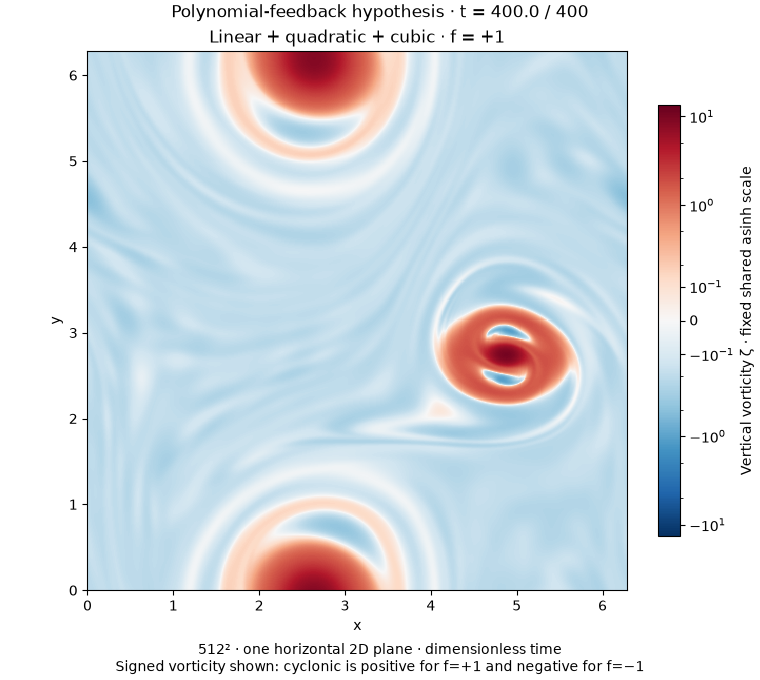 Polynomial-feedback hypothesis · t = 400.0 / 400
Linear + quadratic + cubic · f = +1
6
5
4
3
2
1
0
y
0 1 2 3 4 5 6
x
10¹
10⁰
10⁻¹
0
−10⁻¹
−10⁰
−10¹
Vertical vorticity ζ · fixed shared asinh scale
512² · one horizontal 2D plane · dimensionless time
Signed vorticity shown: cyclonic is positive for f=+1 and negative for f=−1